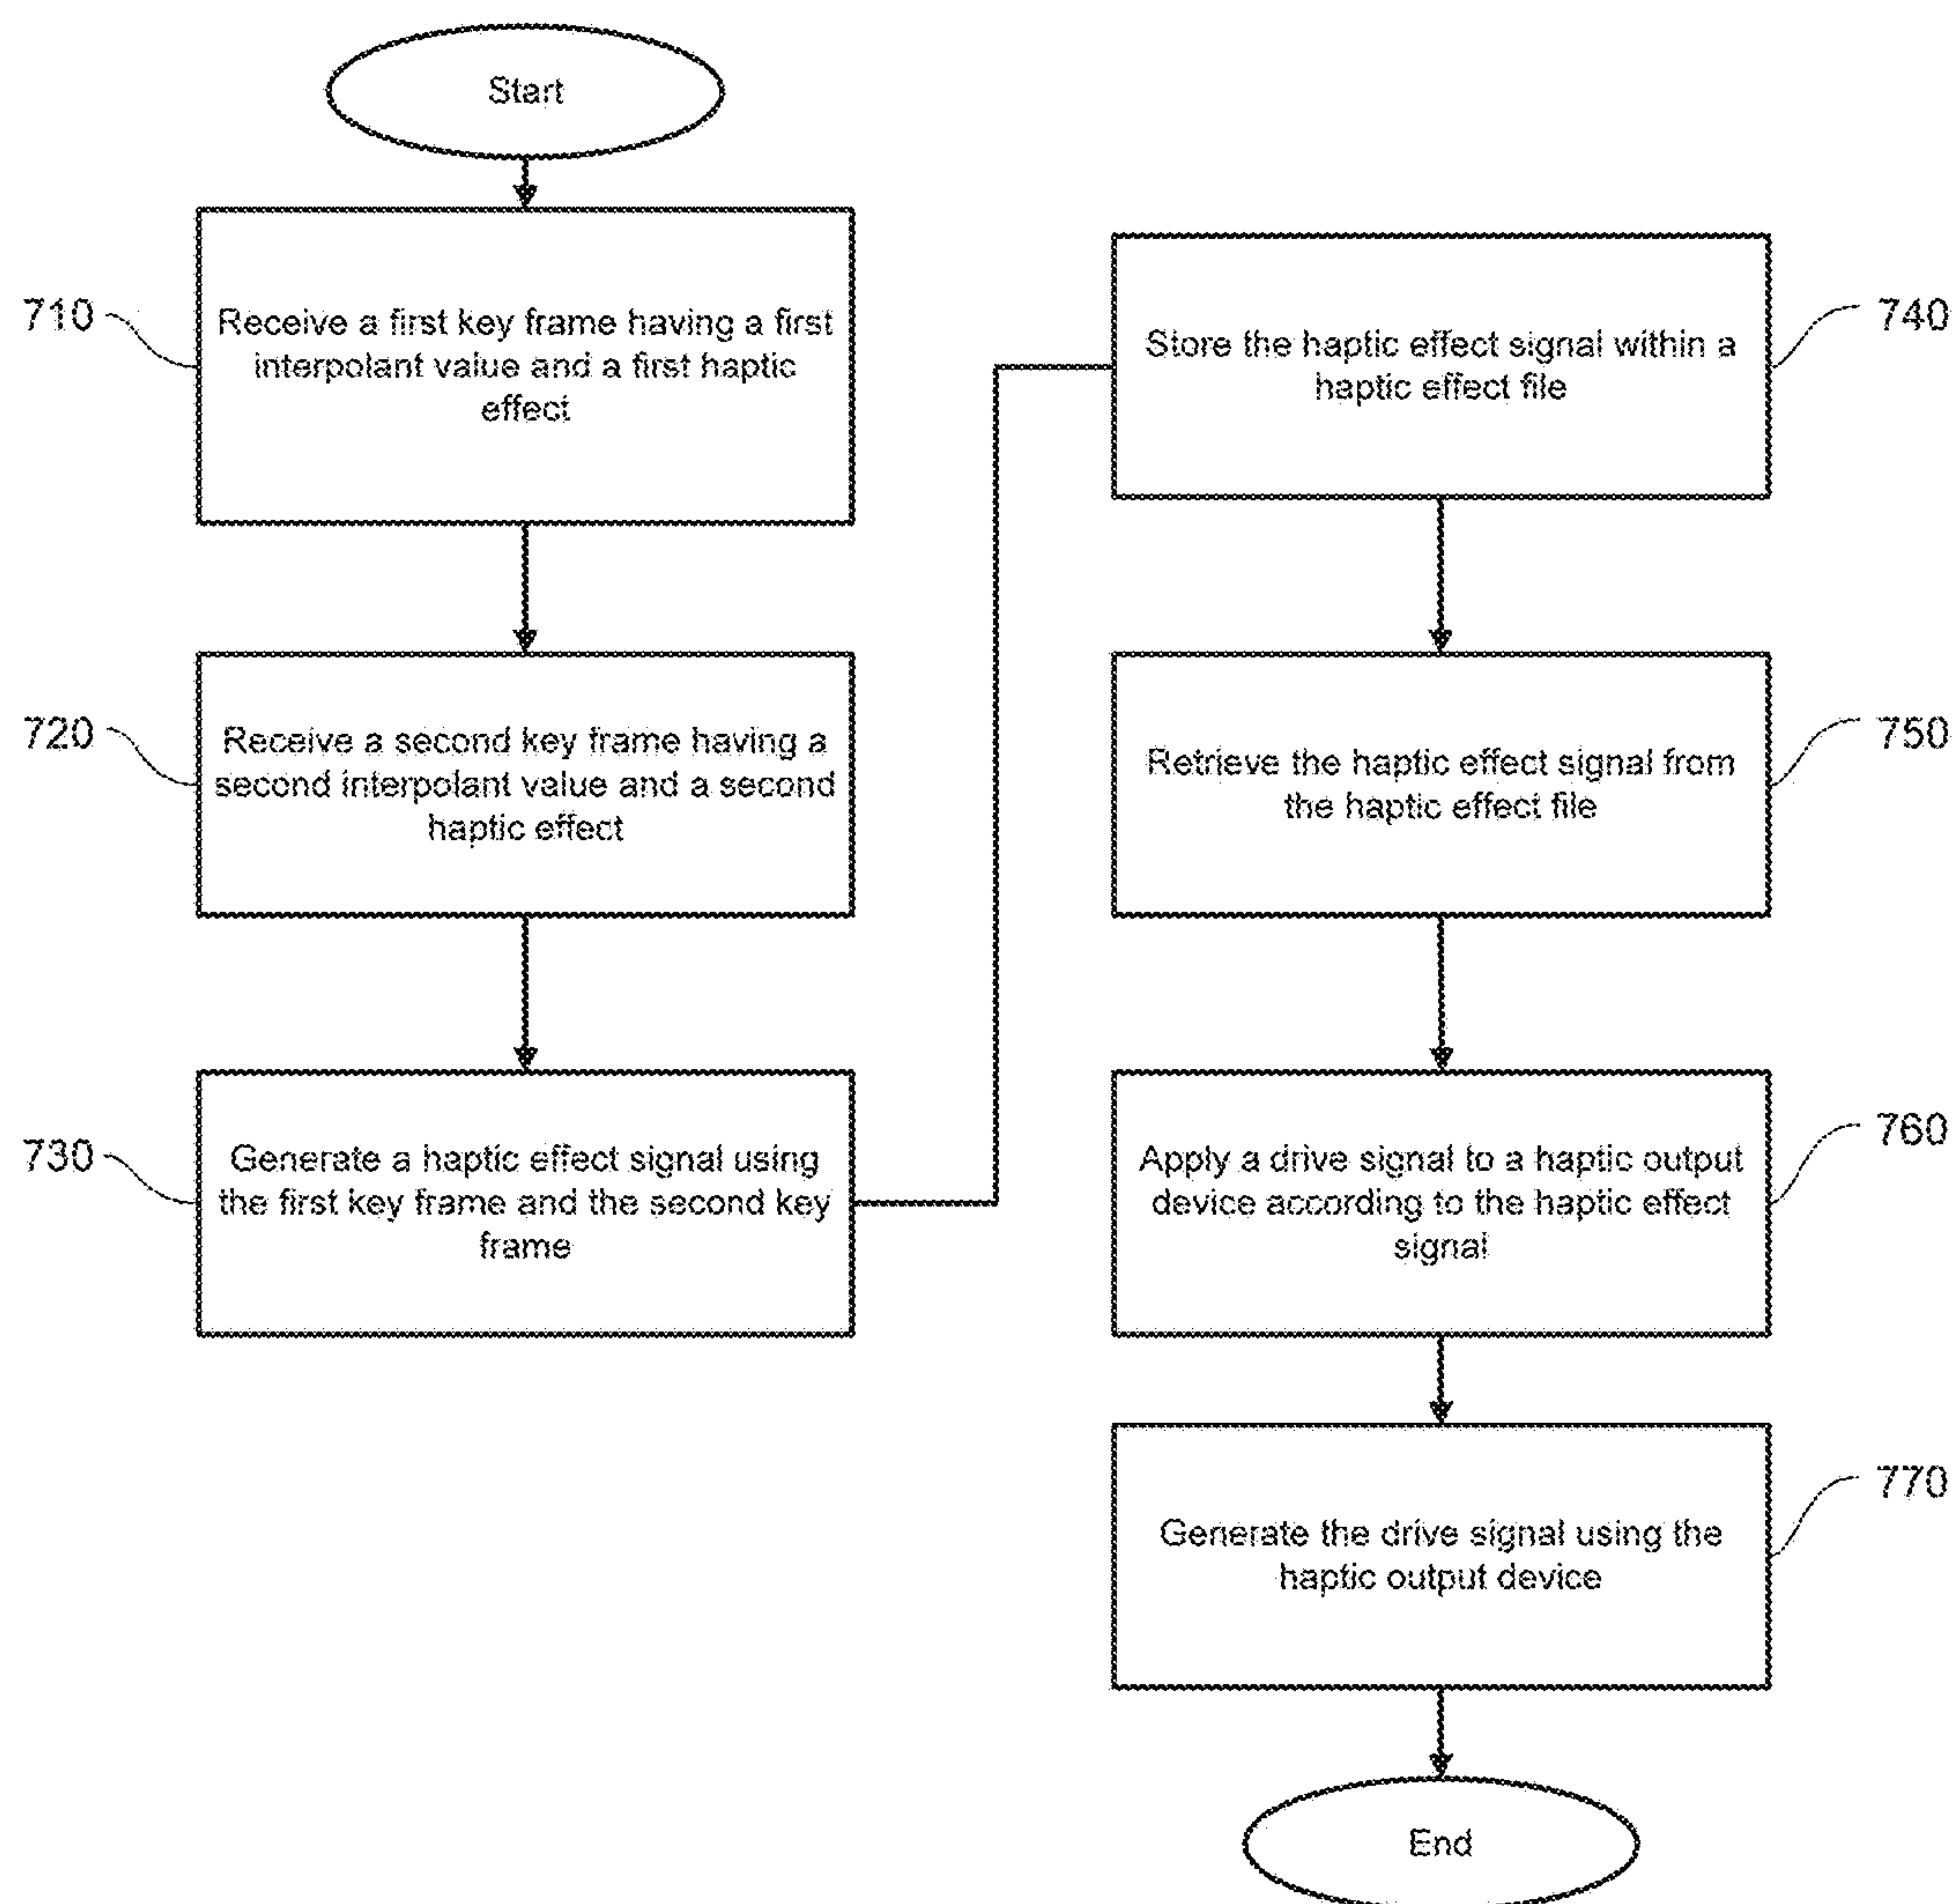 Start
710
Receive a first key frame having a first
interpolant value and a first haptic
effect
720
Receive a second key frame having a
second interpolant value and a second
haptic effect
730
Generate a haptic effect signal using
the first key frame and the second key
frame
740
Store the haptic effect signal within a
haptic effect file
750
Retrieve the haptic effect signal from
the haptic effect file
760
Apply a drive signal to a haptic output
device according to the haptic effect
signal
770
Generate the drive signal using the
haptic output device
End